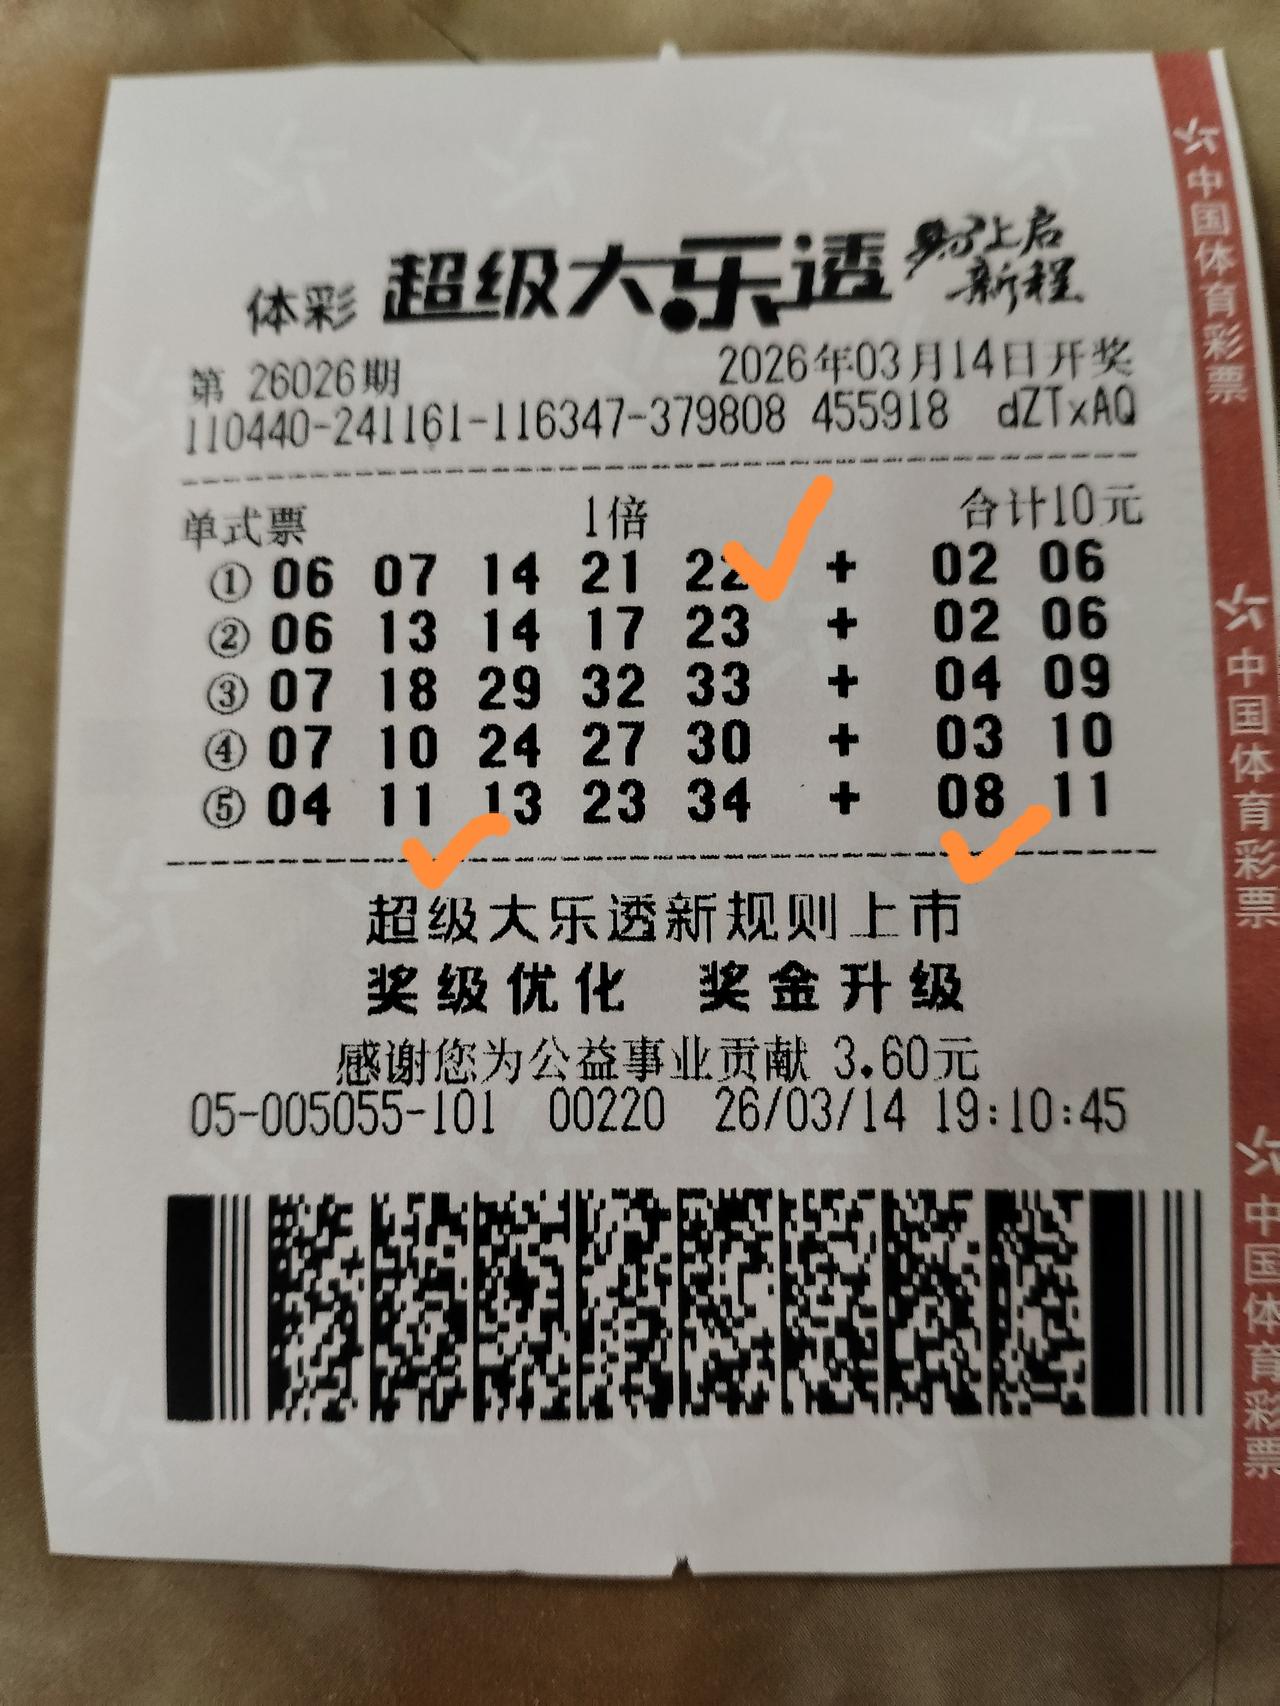 体彩 超级大乐透 上启
新程
第 26026期 2026年03月14日开奖
110440-241161-116347-379808 455918 dZTxAQ
单式票 1倍 合计10元
① 06 07 14 21 22 + 02 06
② 06 13 14 17 23 + 02 06
③ 07 18 29 32 33 + 04 09
④ 07 10 24 27 30 + 03 10
⑤ 04 11 13 23 34 + 08 11
超级大乐透新规则上市
奖级优化 奖金升级
感谢您为公益事业贡献 3.60元
05-005055-101 00220 26/03/14 19:10:45
中国体育彩票
中国体育彩票
中国体育彩票